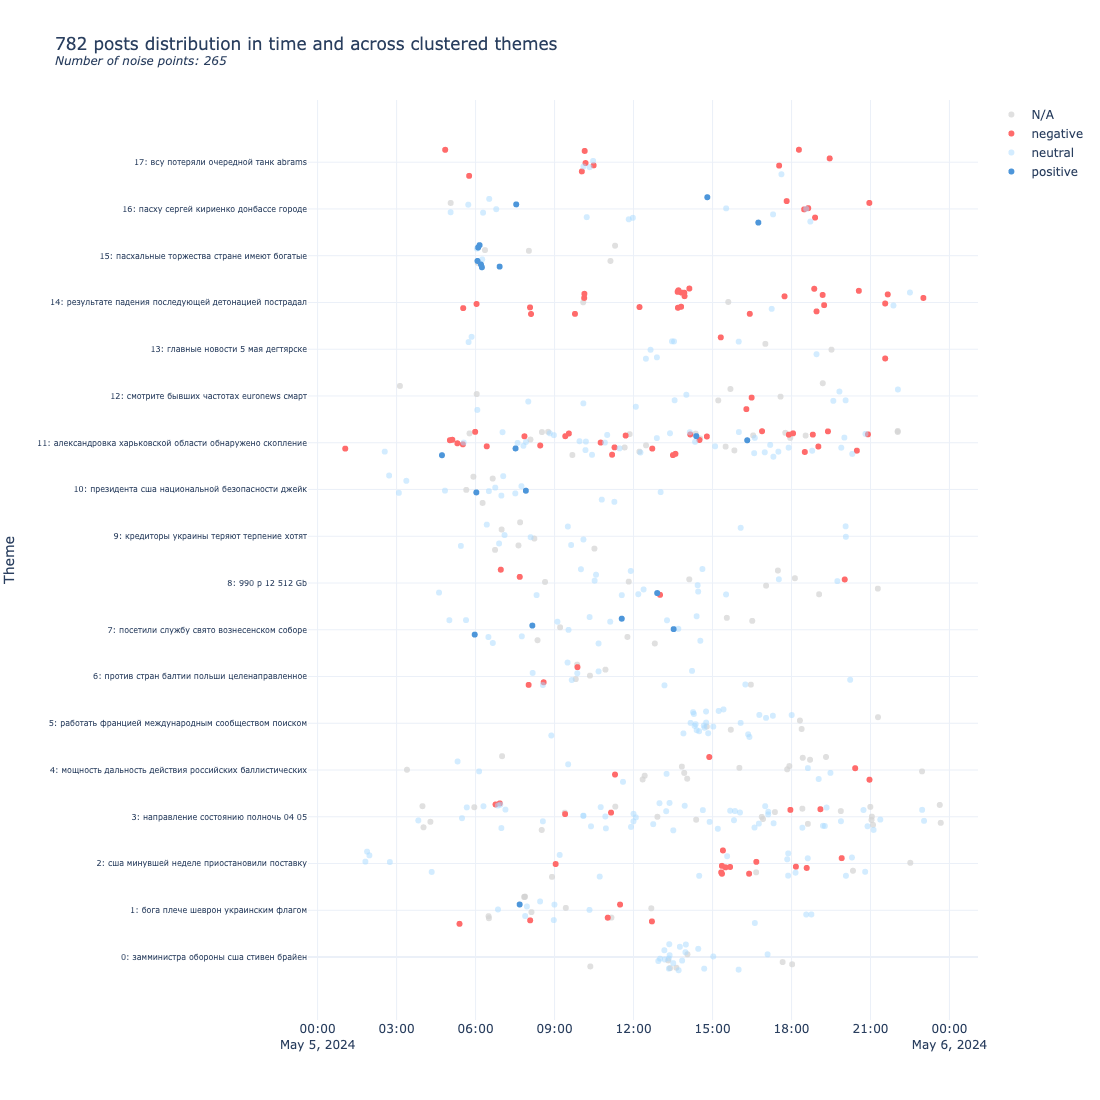 782 posts distribution in time and across clustered themes
Number of noise points: 265
N/A
negative
neutral
positive
Theme
17: всу потеряли очередной танк abrams
16: пасху сергей кириенко донбассе городе
15: пасхальные торжества стране имеют богатые
14: результате падения последующей детонацией пострадал
13: главные новости 5 мая дегтярске
12: смотрите бывших частотах euronews смарт
11: александровка харьковской области обнаружено скопление
10: президента сша национальной безопасности джейк
9: кредиторы украины теряют терпение хотят
8: 990 р 12 512 Gb
7: посетили службу свято вознесенском соборе
6: против стран балтии польши целенаправленное
5: работать францией международным сообществом поиском
4: мощность дальность действия российских баллистических
3: направление состоянию полночь 04 05
2: сша минувшей неделе приостановили поставку
1: бога плече шеврон украинским флагом
0: замминистра обороны сша стивен брайен
00:00 03:00 06:00 09:00 12:00 15:00 18:00 21:00 00:00
May 5, 2024 May 6, 2024